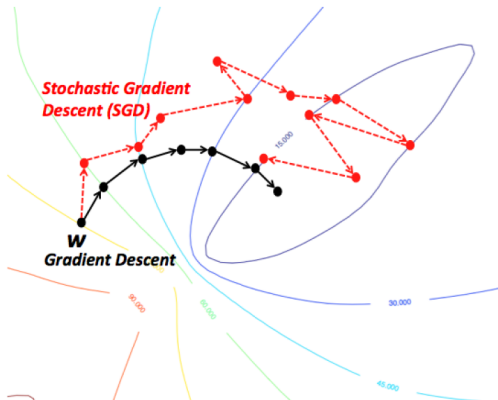 Stochastic Gradient
Descent (SGD)
15.000
W
Gradient Descent
90.000
60.000
30.000
45.000